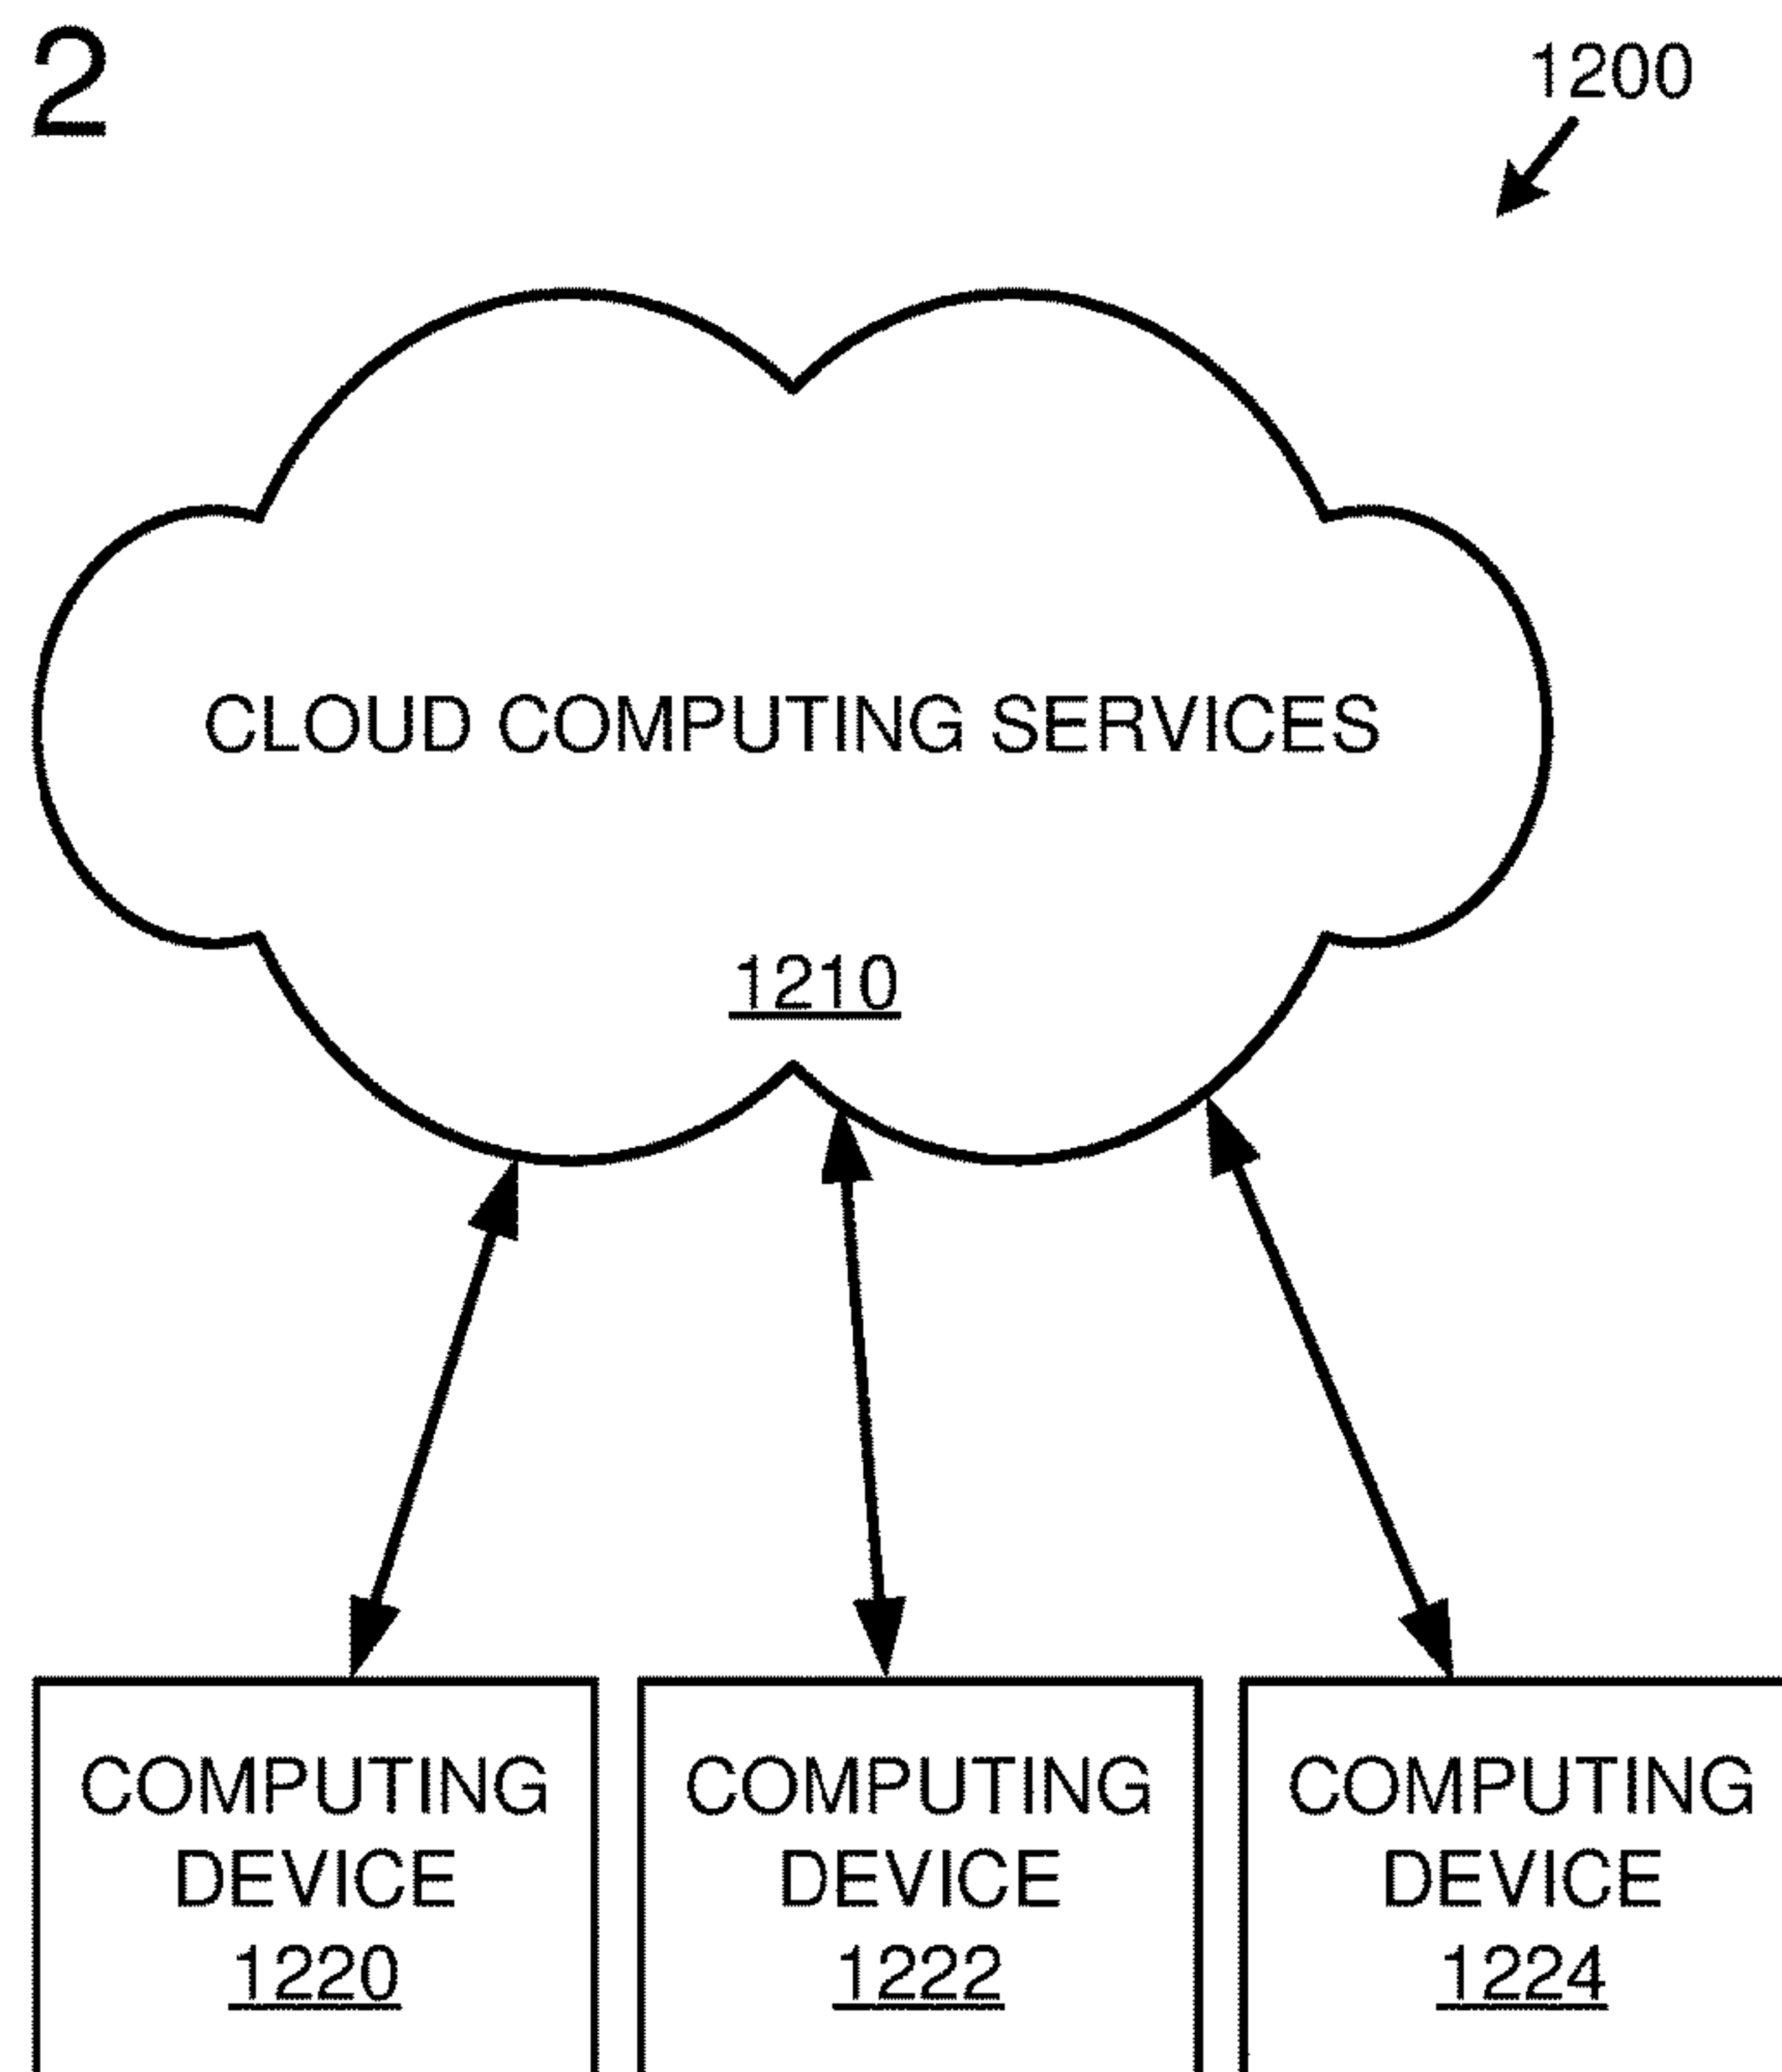 2
1200
CLOUD COMPUTING SERVICES
1210
COMPUTING
DEVICE
1220
COMPUTING
DEVICE
1222
COMPUTING
DEVICE
1224